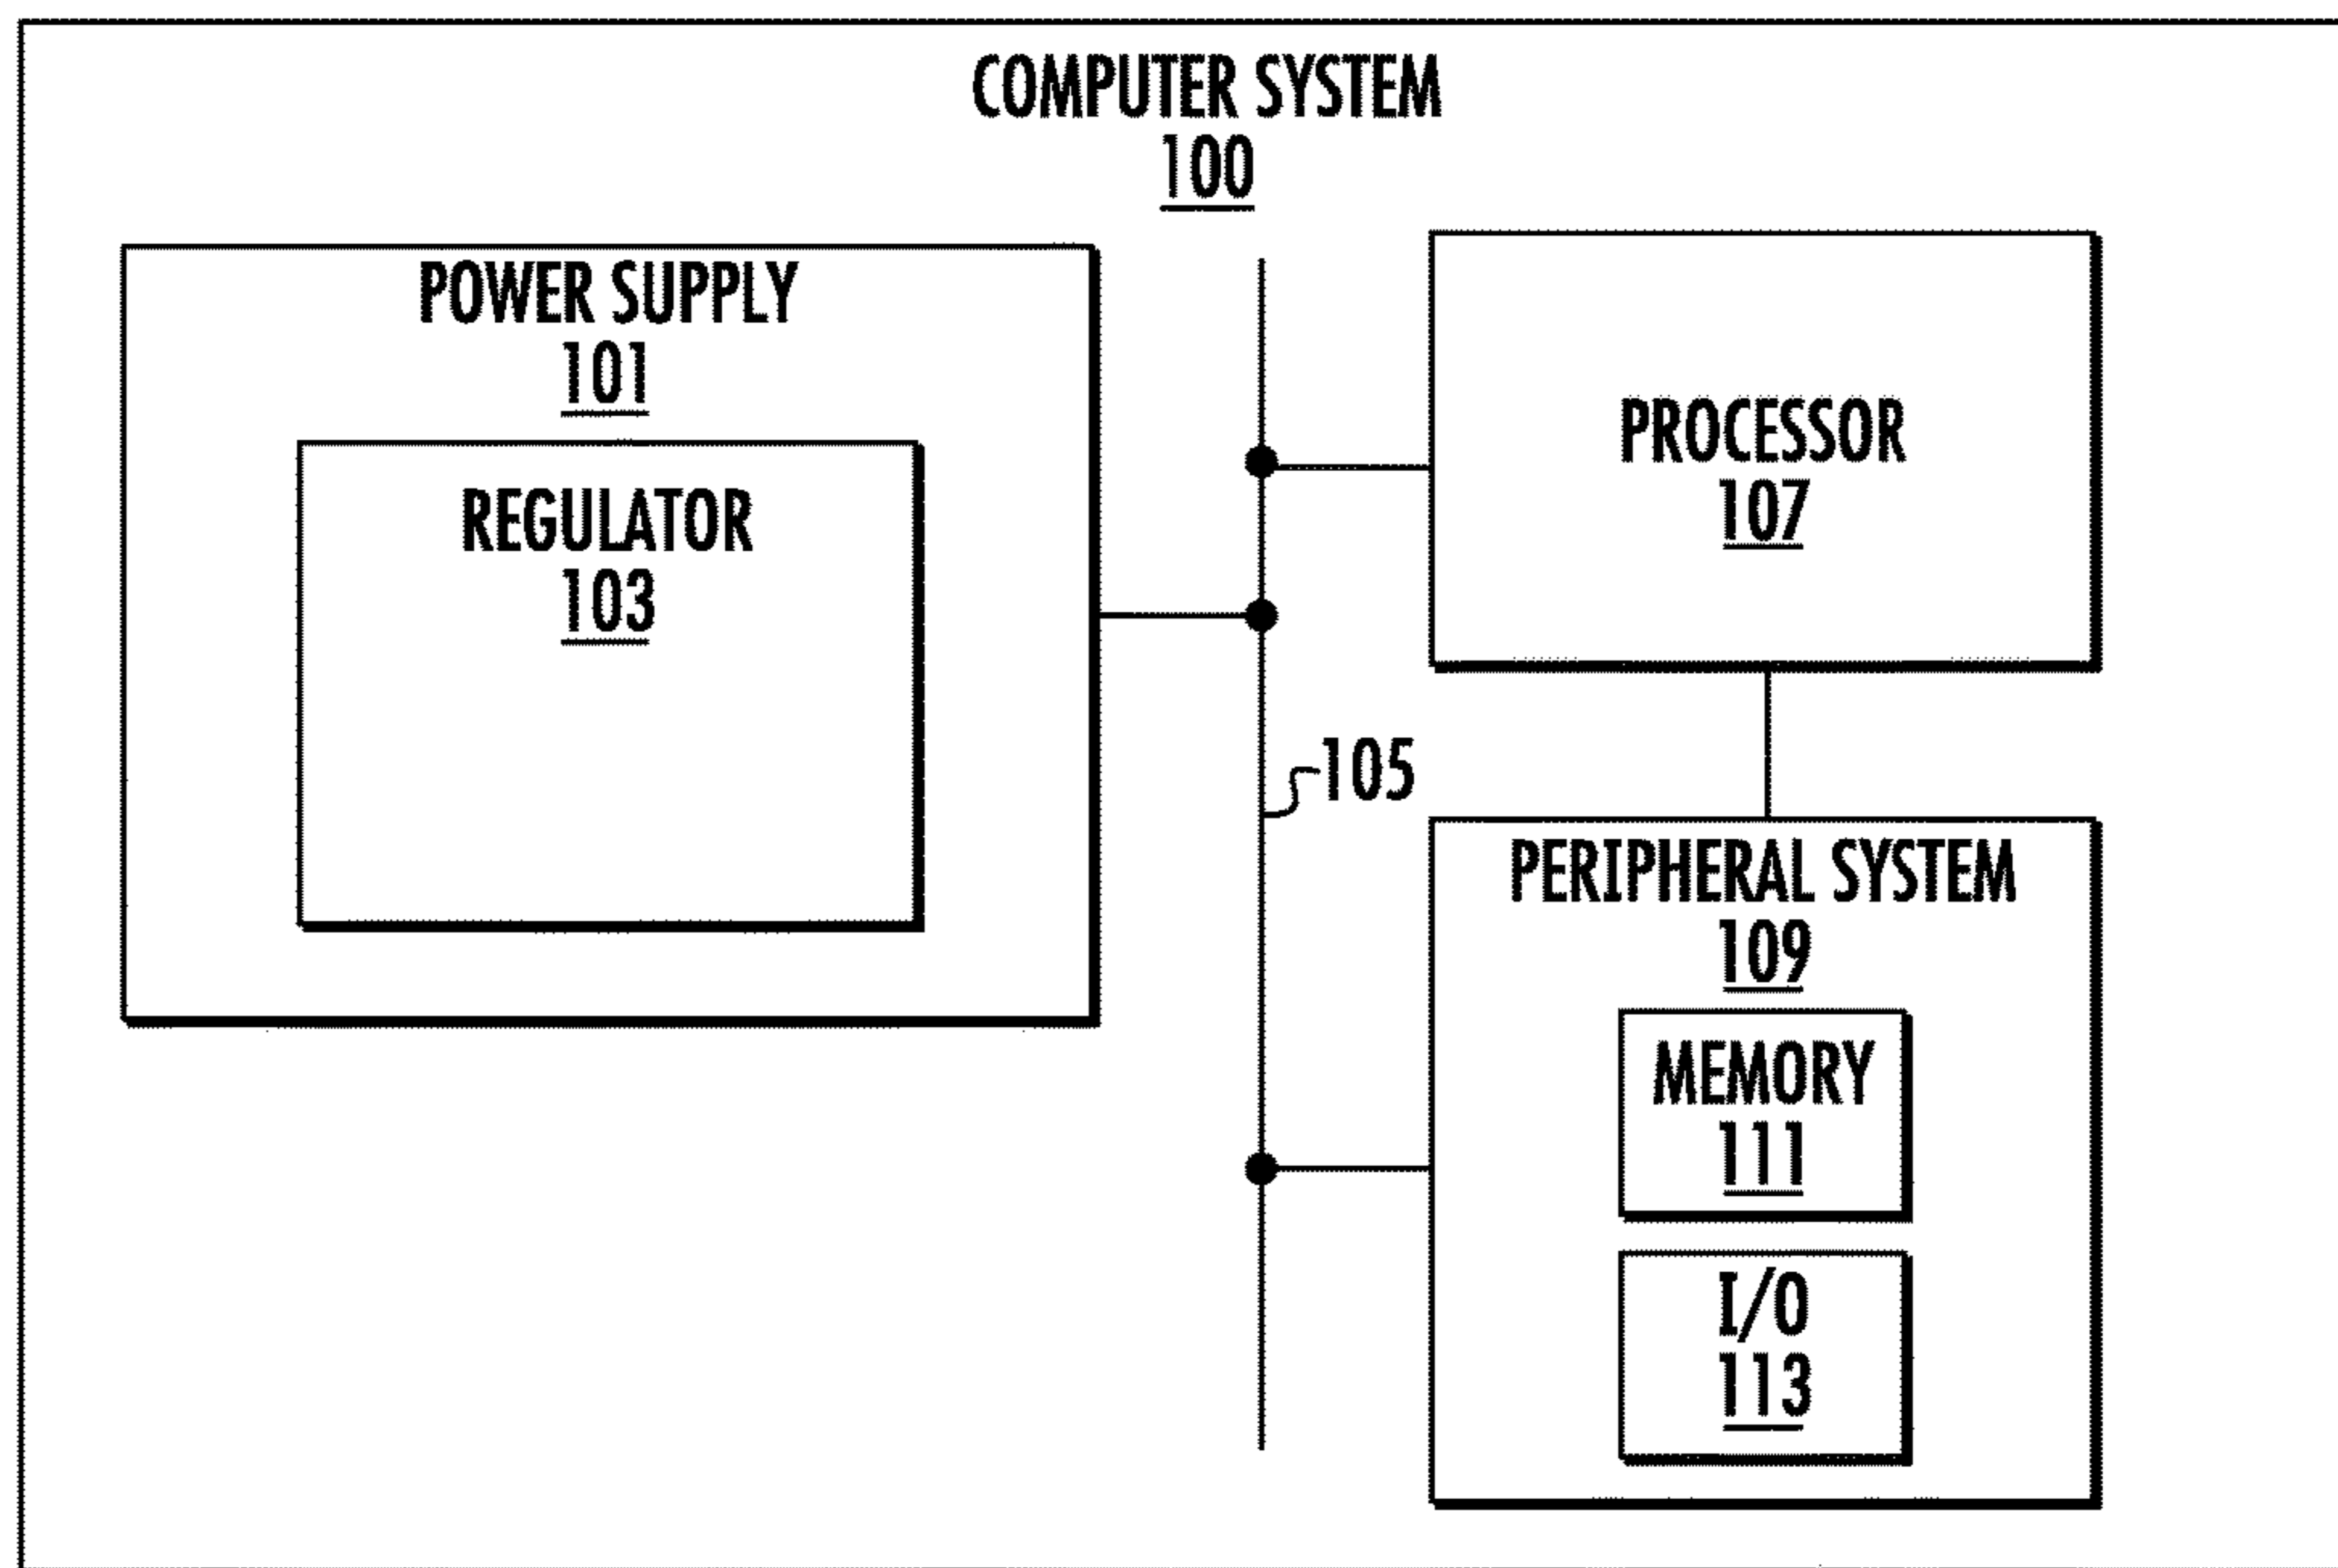 COMPUTER SYSTEM
100
POWER SUPPLY
101
REGULATOR
103
PROCESSOR
107
105
PERIPHERAL SYSTEM
109
MEMORY
111
I/O
113